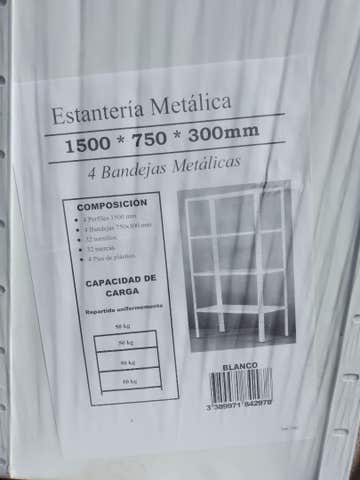 Estantería Metálica
1500 * 750 * 300mm
4 Bandejas Metálicas
COMPOSICIÓN
4 Perfiles 1500 mm
4 Bandejas 750x300 mm
32 tornillos
32 tuercas
4 Pies de plástico.
CAPACIDAD DE
CARGA
Repartido uniformemente
50 kg
50 kg
50 kg
50 kg
BLANCO
3 389971 842978